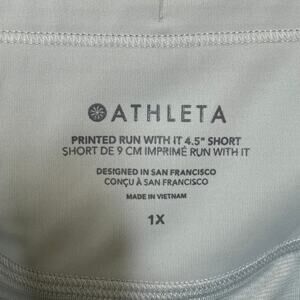 ATHLETA
PRINTED RUN WITH IT 4.5" SHORT
SHORT DE 9 CM IMPRIMÉ RUN WITH IT
DESIGNED IN SAN FRANCISCO
CONÇU À SAN FRANCISCO
MADE IN VIETNAM
1X